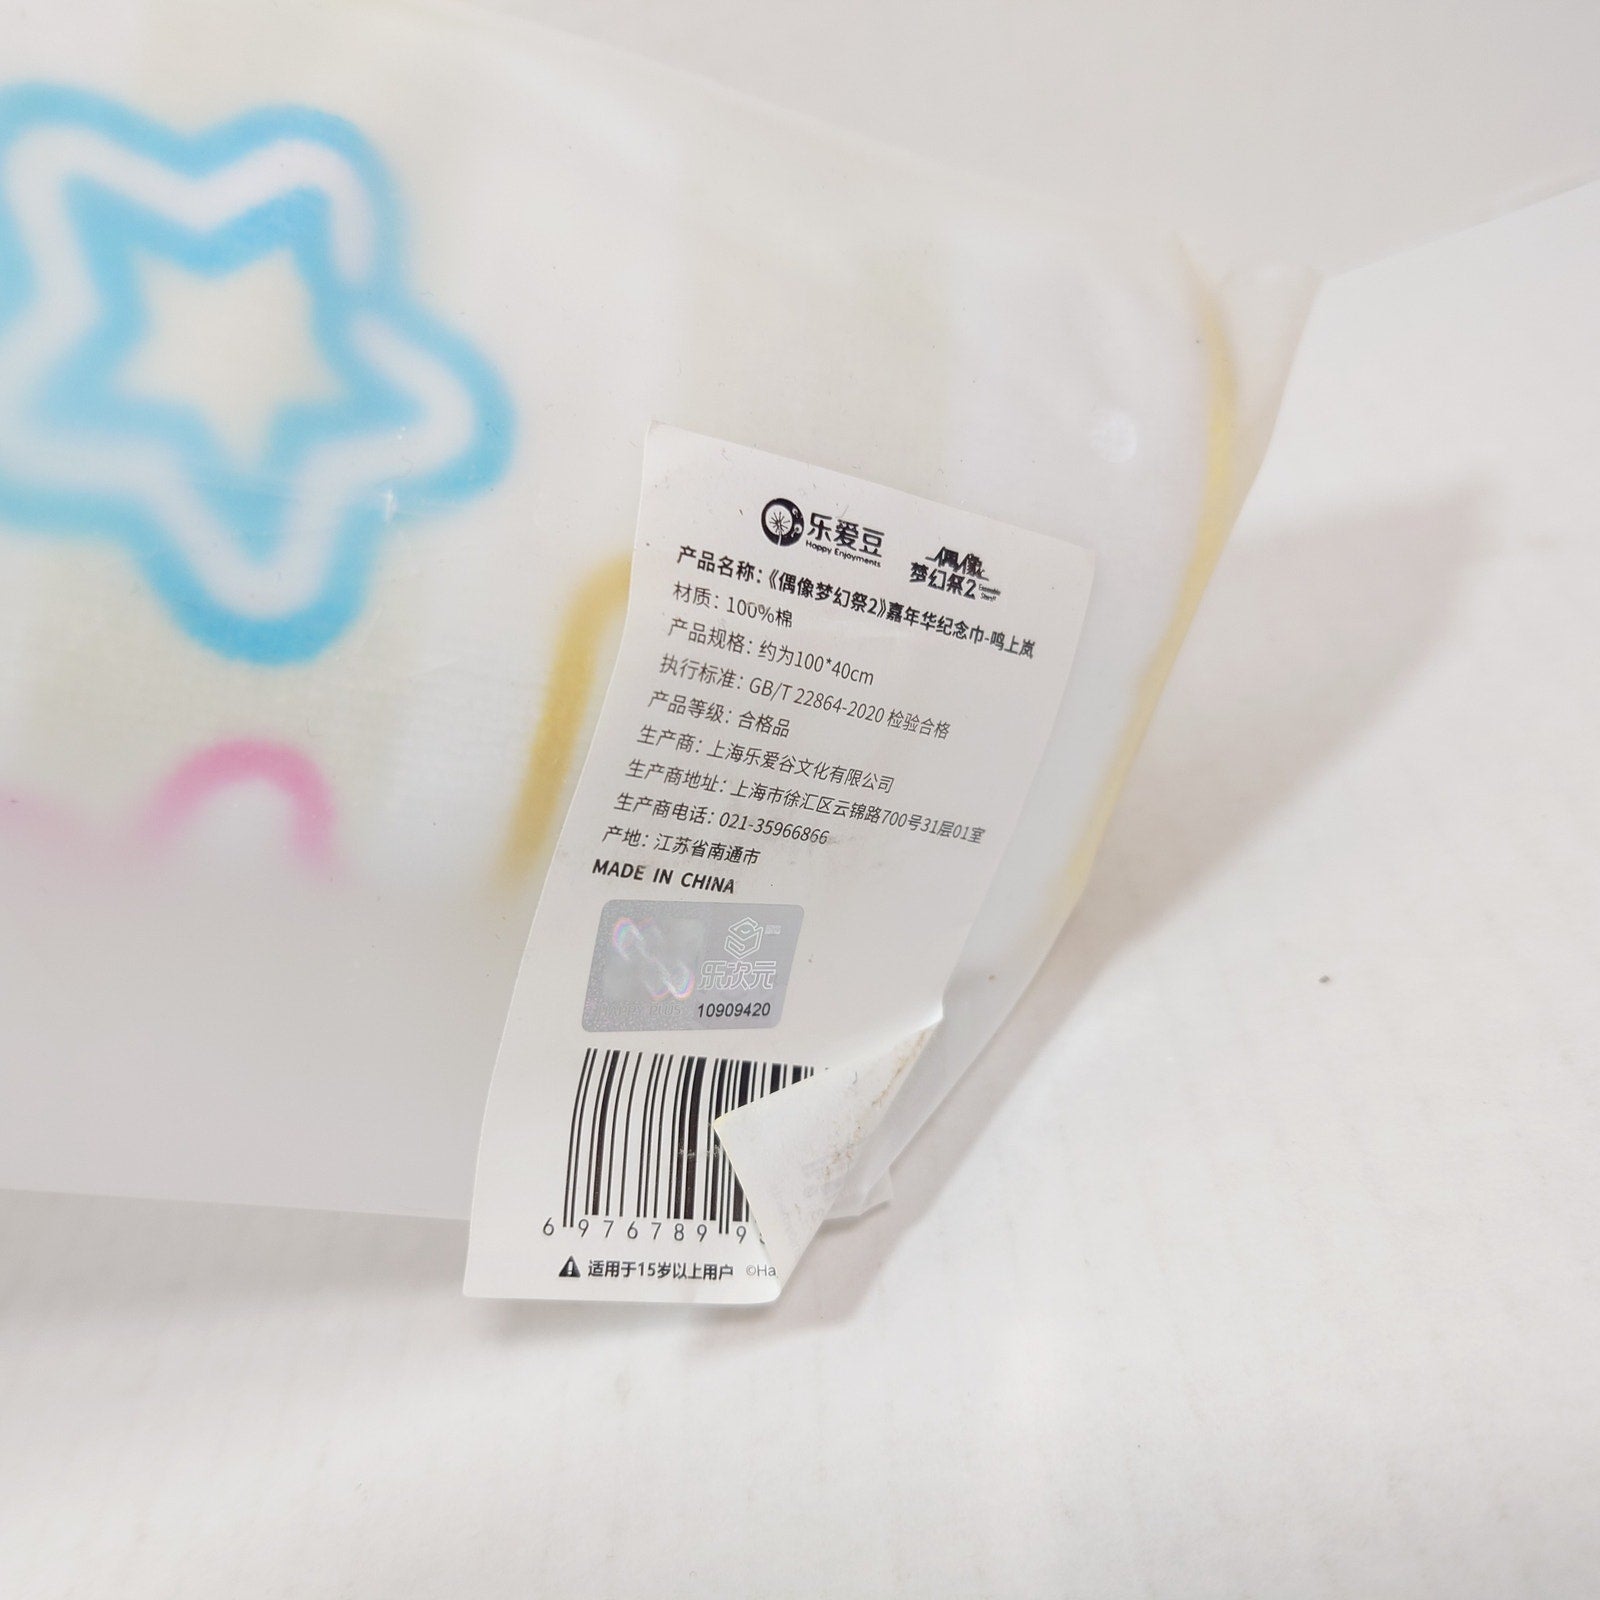 乐爱豆
Happy Enjoyments
偶像
梦幻祭2
产品名称：《偶像梦幻祭2》嘉年华纪念巾-鸣上岚
材质：100%棉
产品规格：约为100*40cm
执行标准：GB/T 22864-2020 检验合格
产品等级：合格品
生产商：上海乐爱谷文化有限公司
生产商地址：上海市徐汇区云锦路700号31层01室
生产商电话：021-35966866
产地：江苏省南通市
MADE IN CHINA
乐次元
HAPPY PLUS 10909420
6 976789 9
适用于15岁以上用户 ©Ha